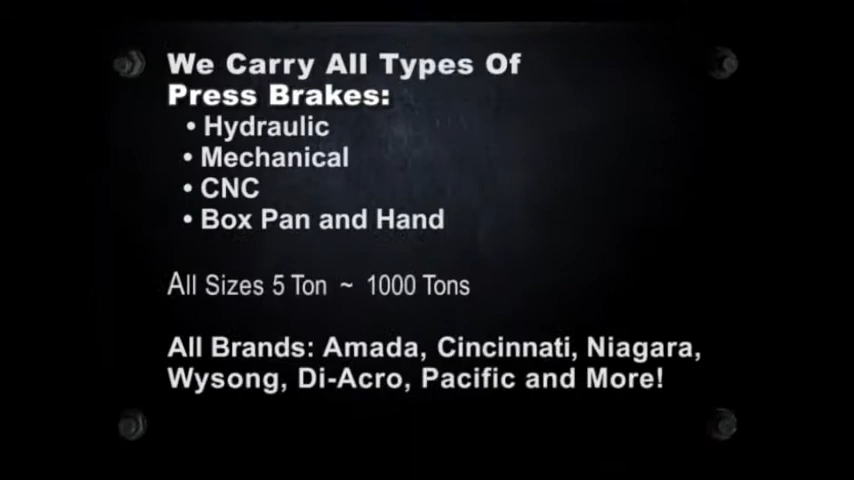 We Carry All Types Of
Press Brakes:
• Hydraulic
• Mechanical
• CNC
• Box Pan and Hand
All Sizes 5 Ton ~ 1000 Tons
All Brands: Amada, Cincinnati, Niagara,
Wysong, Di-Acro, Pacific and More!